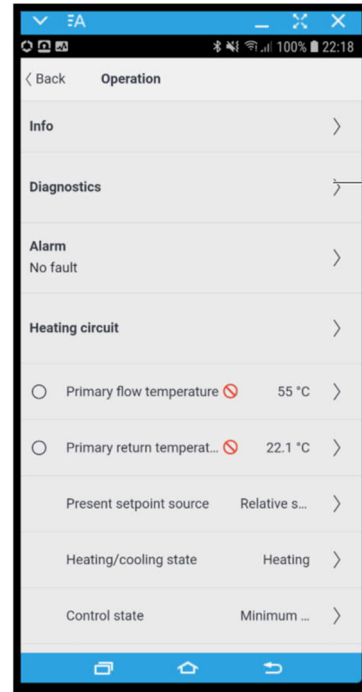 ΞA
100% 22:18
Back Operation
Info
Diagnostics
Alarm
No fault
Heating circuit
Primary flow temperature 55 °C
Primary return temperat... 22.1 °C
Present setpoint source Relative s...
Heating/cooling state Heating
Control state Minimum ...